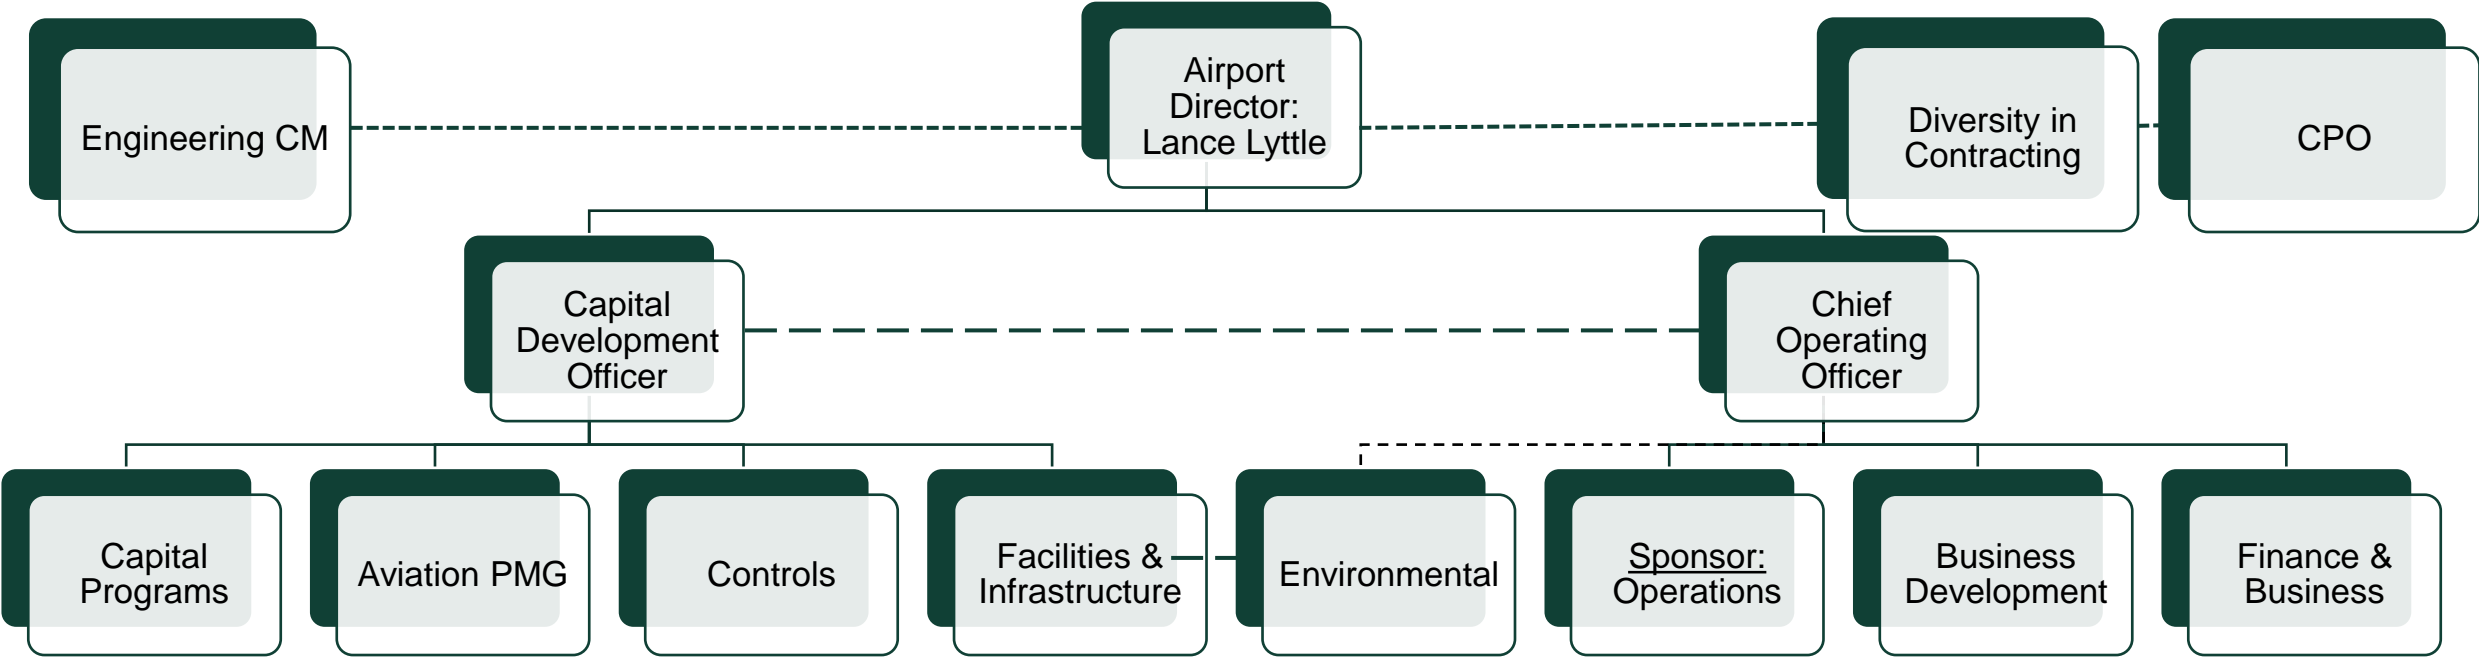 Engineering CM
Airport
Director:
Lance Lyttle
Diversity in
Contracting
CPO
Capital
Development
Officer
Chief
Operating
Officer
Capital
Programs
Aviation PMG
Controls
Facilities &
Infrastructure
Environmental
Sponsor:
Operations
Business
Development
Finance &
Business